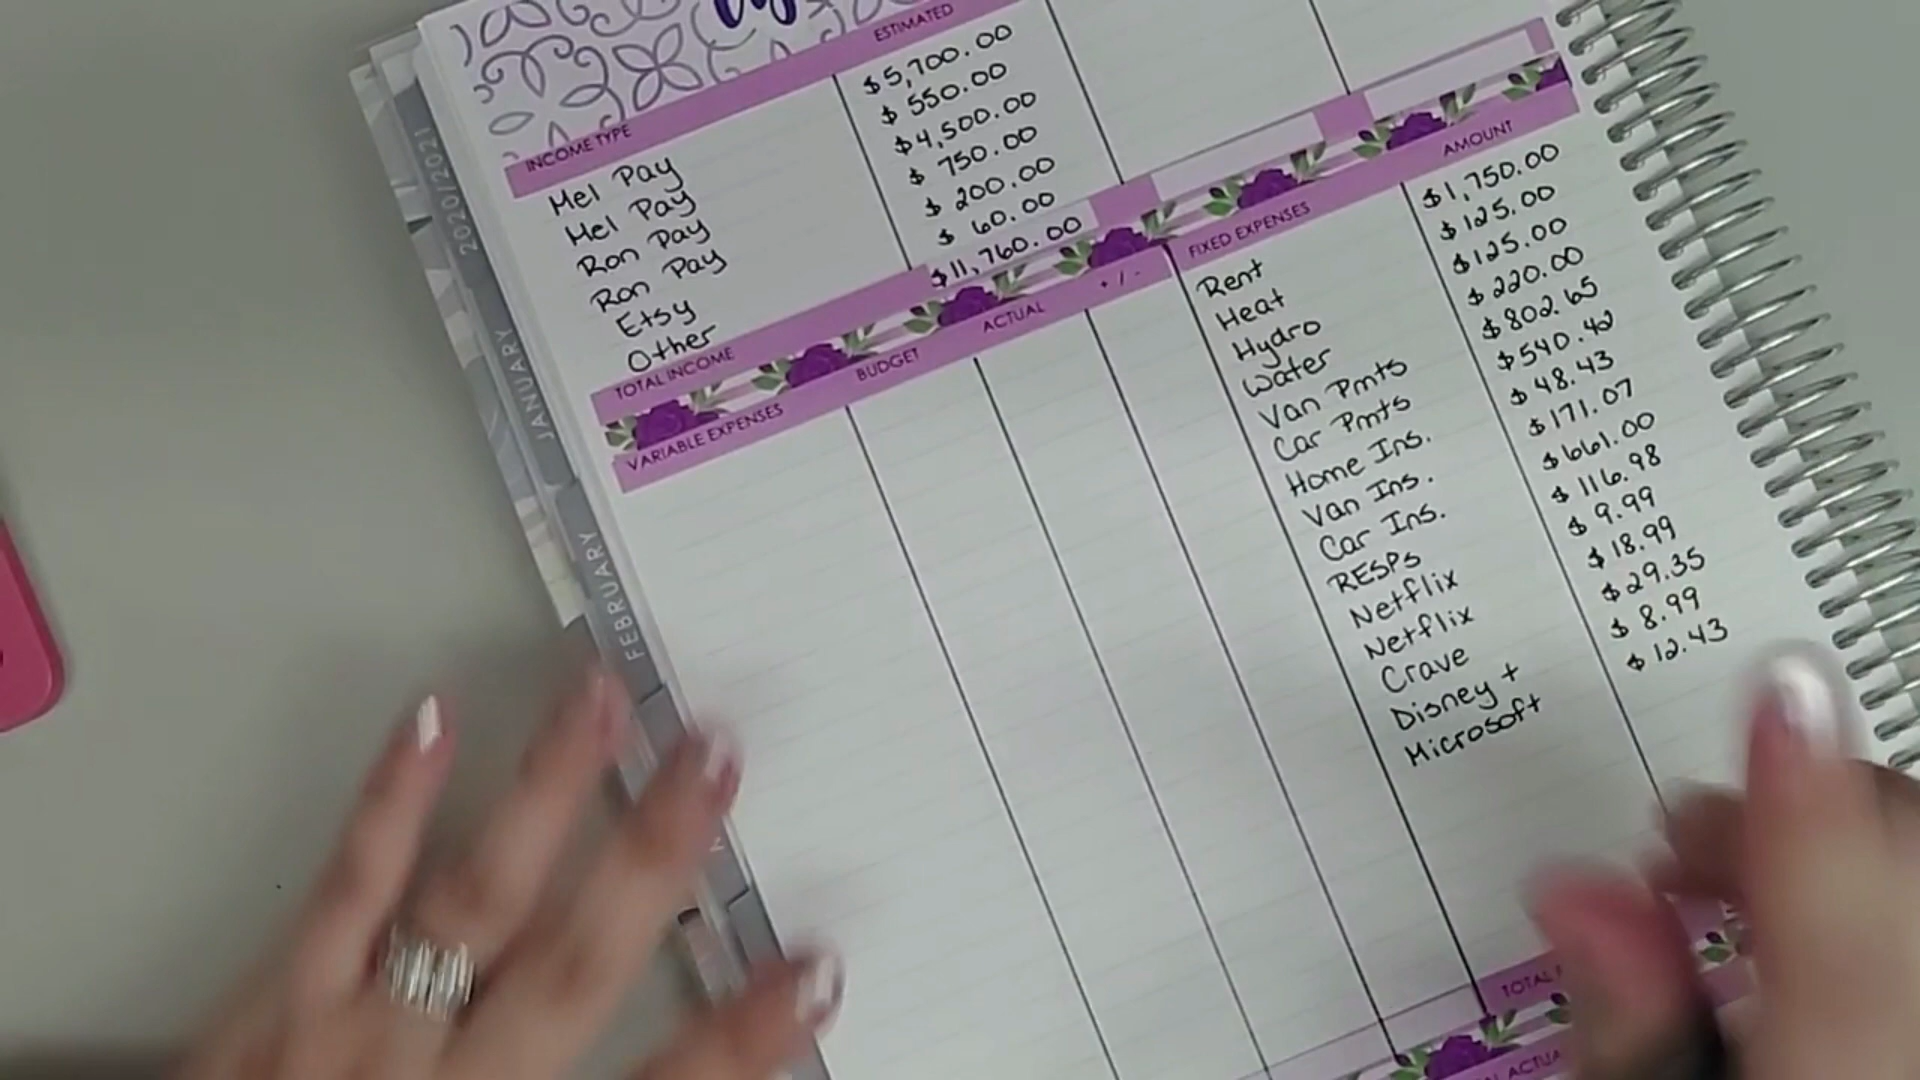 INCOME TYPE ESTIMATED
Mel Pay $5,700.00
Mel Pay $ 550.00
Ron Pay $4,500.00
Ron Pay $ 750.00
Etsy $ 200.00
Other $ 60.00
TOTAL INCOME $11,760.00
VARIABLE EXPENSES BUDGET ACTUAL + / -
FIXED EXPENSES AMOUNT
Rent $1,750.00
Heat $125.00
Hydro $125.00
Water $220.00
Van Pmts $802.65
Car Pmts $540.42
Home Ins. $48.43
Van Ins. $171.07
Car Ins. $661.00
RESPs $116.98
Netflix $9.99
Netflix $18.99
Crave $29.35
Disney + $8.99
Microsoft $12.43
TOTAL
2020/2021
JANUARY
FEBRUARY